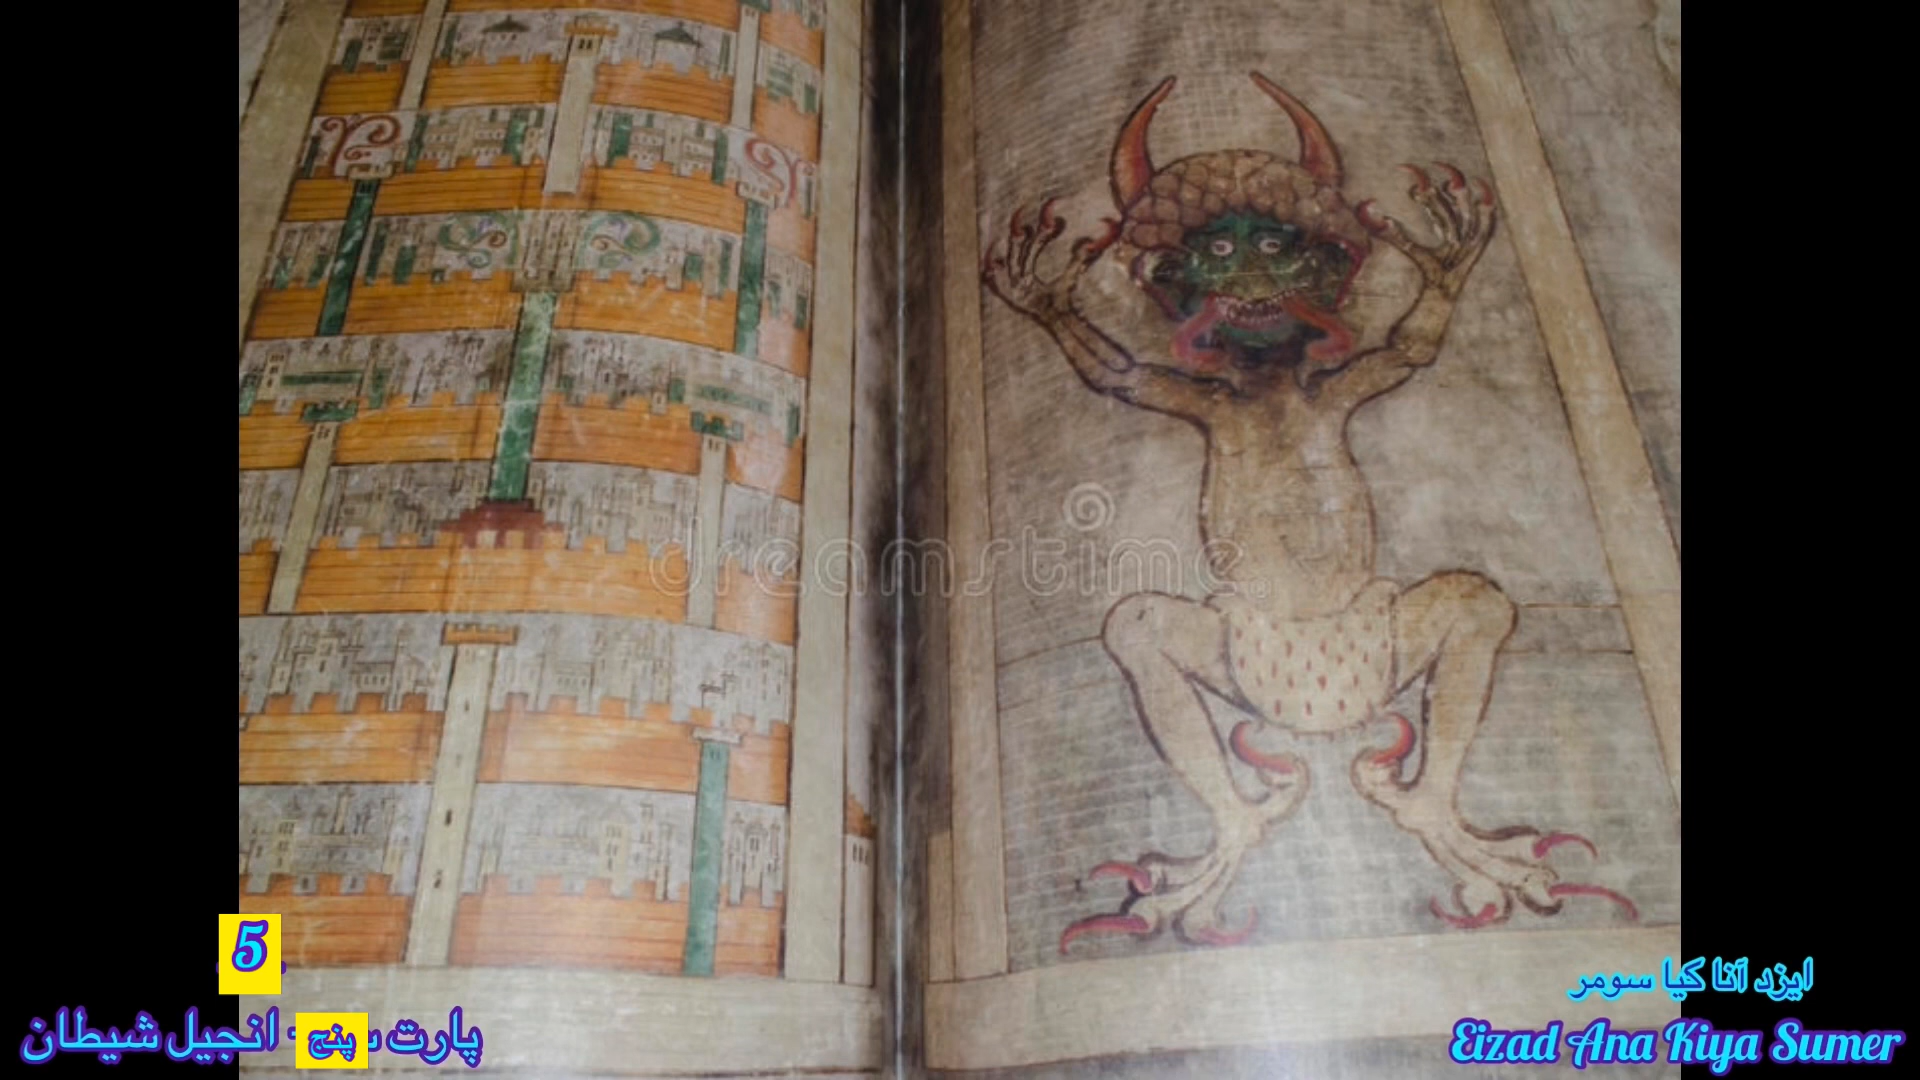 dreamstime
5
پارت پنج - انجیل شیطان
ایزد آنا کیا سومر
Eizad Ana Kiya Sumer